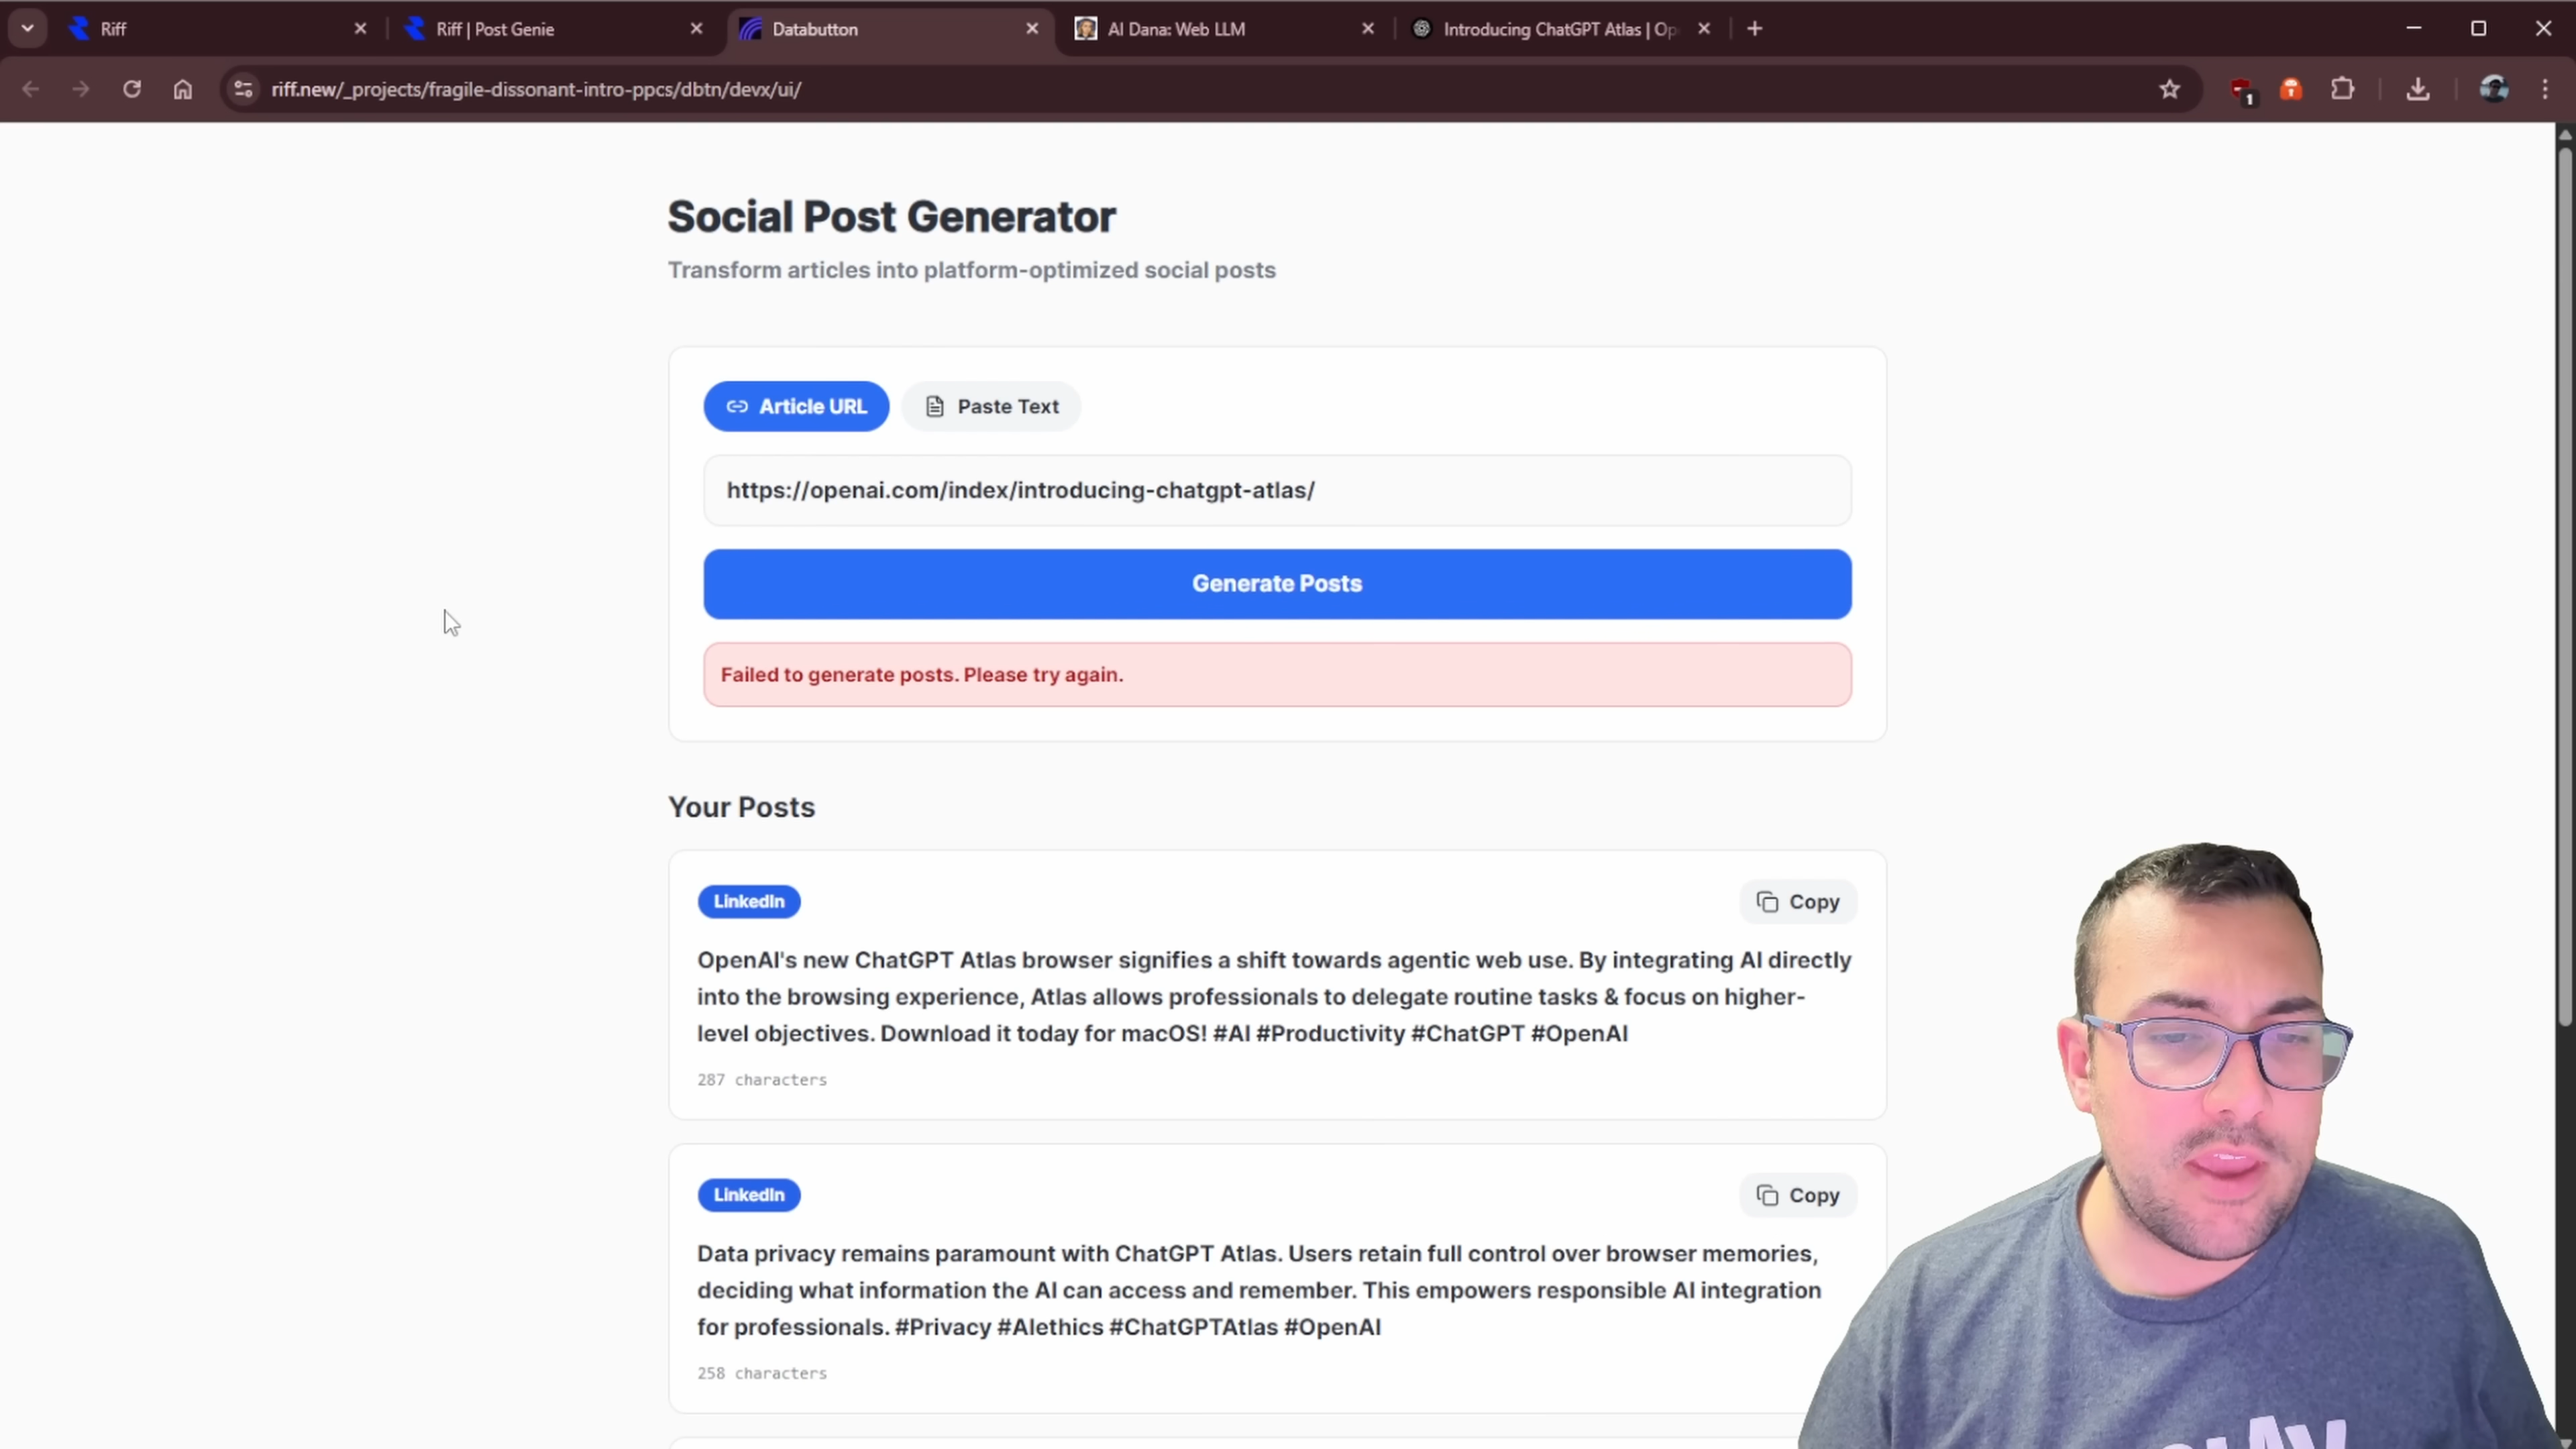 Riff
Riff | Post Genie
Databutton
AI Dana: Web LLM
Introducing ChatGPT Atlas | Op
riff.new/_projects/fragile-dissonant-intro-ppcs/dbtn/devx/ui/
1
Social Post Generator
Transform articles into platform-optimized social posts
Article URL
Paste Text
https://openai.com/index/introducing-chatgpt-atlas/
Generate Posts
Failed to generate posts. Please try again.
Your Posts
LinkedIn
Copy
OpenAI's new ChatGPT Atlas browser signifies a shift towards agentic web use. By integrating AI directly
into the browsing experience, Atlas allows professionals to delegate routine tasks & focus on higher-
level objectives. Download it today for macOS! #AI #Productivity #ChatGPT #OpenAI
287 characters
LinkedIn
Copy
Data privacy remains paramount with ChatGPT Atlas. Users retain full control over browser memories,
deciding what information the AI can access and remember. This empowers responsible AI integration
for professionals. #Privacy #AIethics #ChatGPTAtlas #OpenAI
258 characters